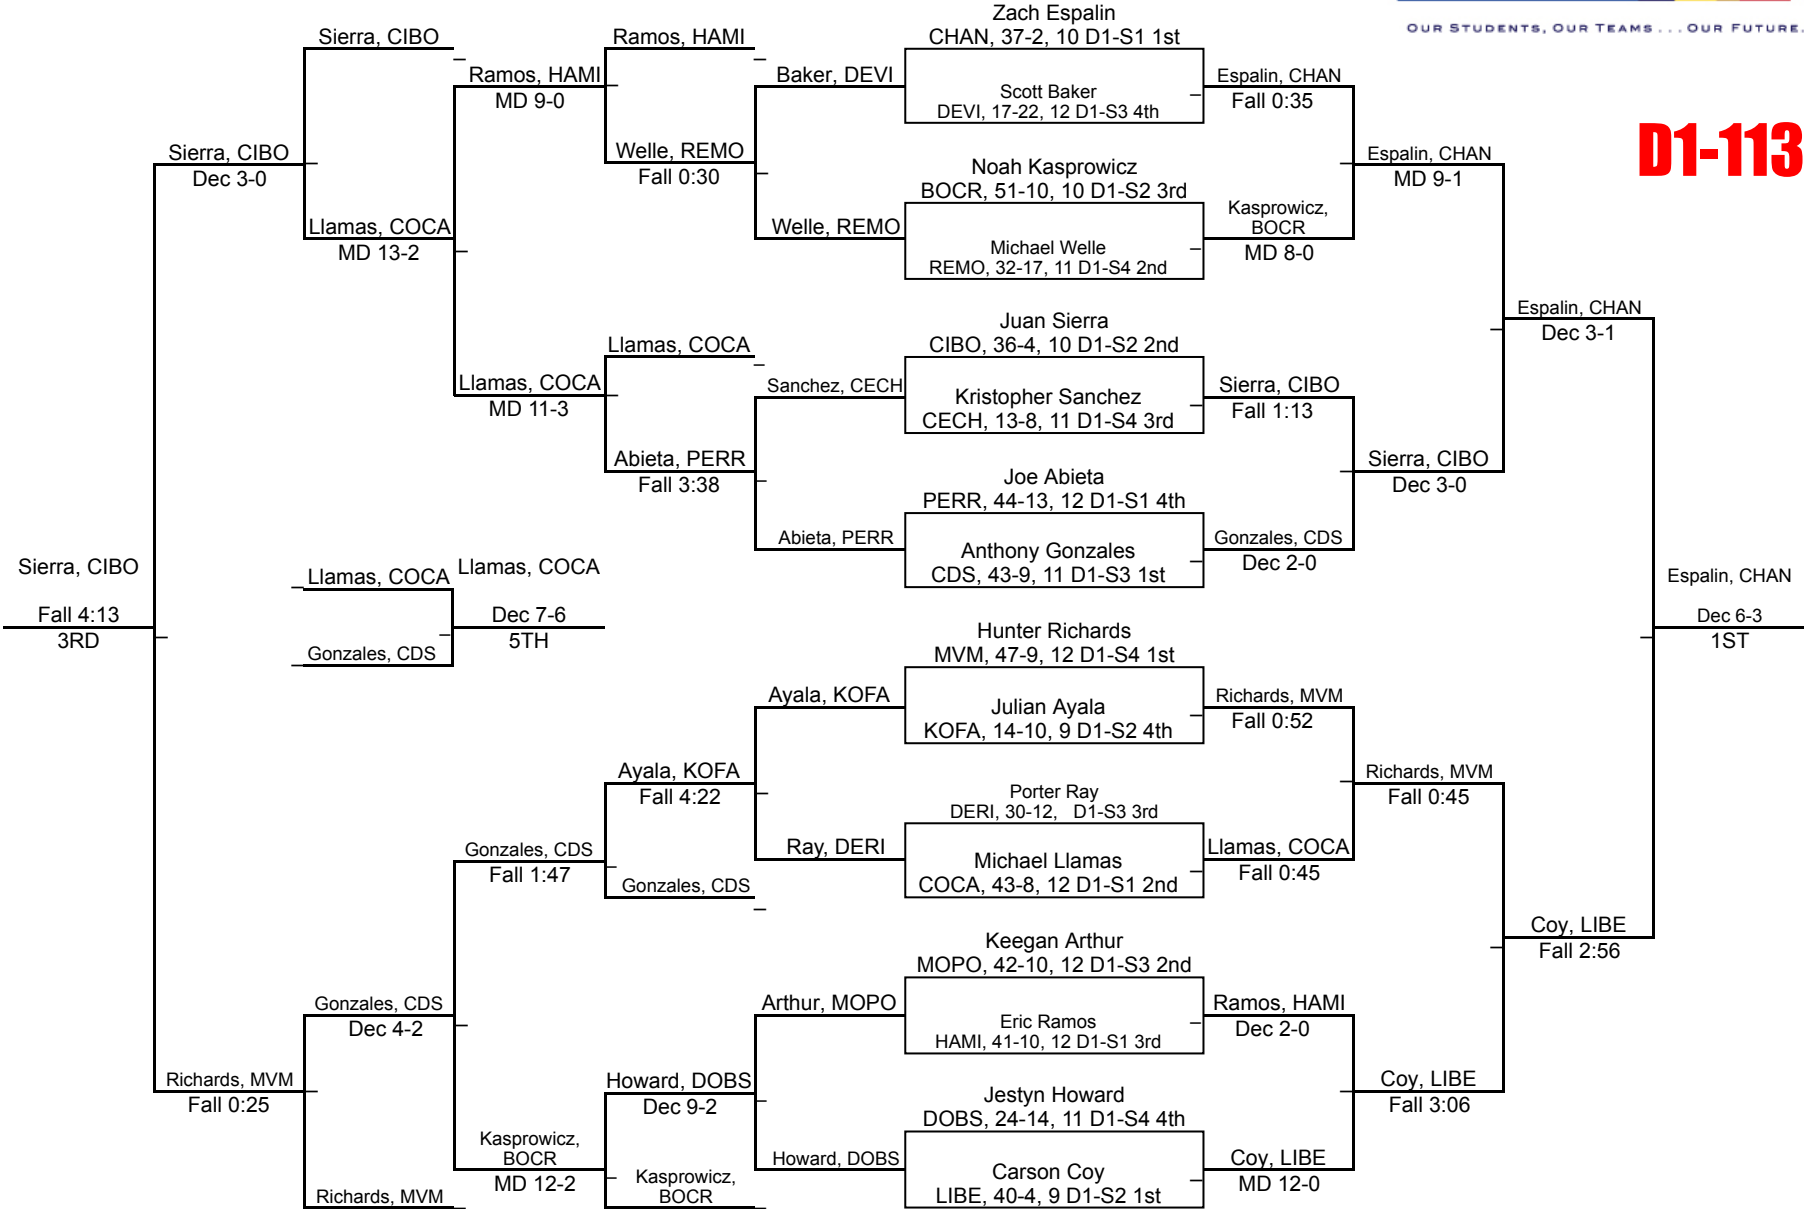 OUR STUDENTS, OUR TEAMS . . . OUR FUTURE.
D1-113
Sierra, CIBO
Ramos, HAMI
MD 9-0
Sierra, CIBO
Dec 3-0
Llamas, COCA
MD 13-2
Llamas, COCA
MD 11-3
Ramos, HAMI
Welle, REMO
Fall 0:30
Llamas, COCA
Abieta, PERR
Fall 3:38
Baker, DEVI
Welle, REMO
Sanchez, CECH
Abieta, PERR
Zach Espalin
CHAN, 37-2, 10 D1-S1 1st
Scott Baker
DEVI, 17-22, 12 D1-S3 4th
Noah Kasprowicz
BOCR, 51-10, 10 D1-S2 3rd
Michael Welle
REMO, 32-17, 11 D1-S4 2nd
Juan Sierra
CIBO, 36-4, 10 D1-S2 2nd
Kristopher Sanchez
CECH, 13-8, 11 D1-S4 3rd
Joe Abieta
PERR, 44-13, 12 D1-S1 4th
Anthony Gonzales
CDS, 43-9, 11 D1-S3 1st
Espalin, CHAN
Fall 0:35
Kasprowicz,
BOCR
MD 8-0
Sierra, CIBO
Fall 1:13
Gonzales, CDS
Dec 2-0
Espalin, CHAN
MD 9-1
Sierra, CIBO
Dec 3-0
Espalin, CHAN
Dec 3-1
Espalin, CHAN
Dec 6-3
1ST
Sierra, CIBO
Fall 4:13
3RD
Llamas, COCA
Gonzales, CDS
Llamas, COCA
Dec 7-6
5TH
Hunter Richards
MVM, 47-9, 12 D1-S4 1st
Julian Ayala
KOFA, 14-10, 9 D1-S2 4th
Porter Ray
DERI, 30-12, D1-S3 3rd
Michael Llamas
COCA, 43-8, 12 D1-S1 2nd
Keegan Arthur
MOPO, 42-10, 12 D1-S3 2nd
Eric Ramos
HAMI, 41-10, 12 D1-S1 3rd
Jestyn Howard
DOBS, 24-14, 11 D1-S4 4th
Carson Coy
LIBE, 40-4, 9 D1-S2 1st
Ayala, KOFA
Ray, DERI
Arthur, MOPO
Howard, DOBS
Ayala, KOFA
Fall 4:22
Gonzales, CDS
Howard, DOBS
Dec 9-2
Kasprowicz,
BOCR
Gonzales, CDS
Fall 1:47
Kasprowicz,
BOCR
MD 12-2
Gonzales, CDS
Dec 4-2
Richards, MVM
Richards, MVM
Fall 0:25
Richards, MVM
Fall 0:52
Llamas, COCA
Fall 0:45
Ramos, HAMI
Dec 2-0
Coy, LIBE
MD 12-0
Richards, MVM
Fall 0:45
Coy, LIBE
Fall 3:06
Coy, LIBE
Fall 2:56